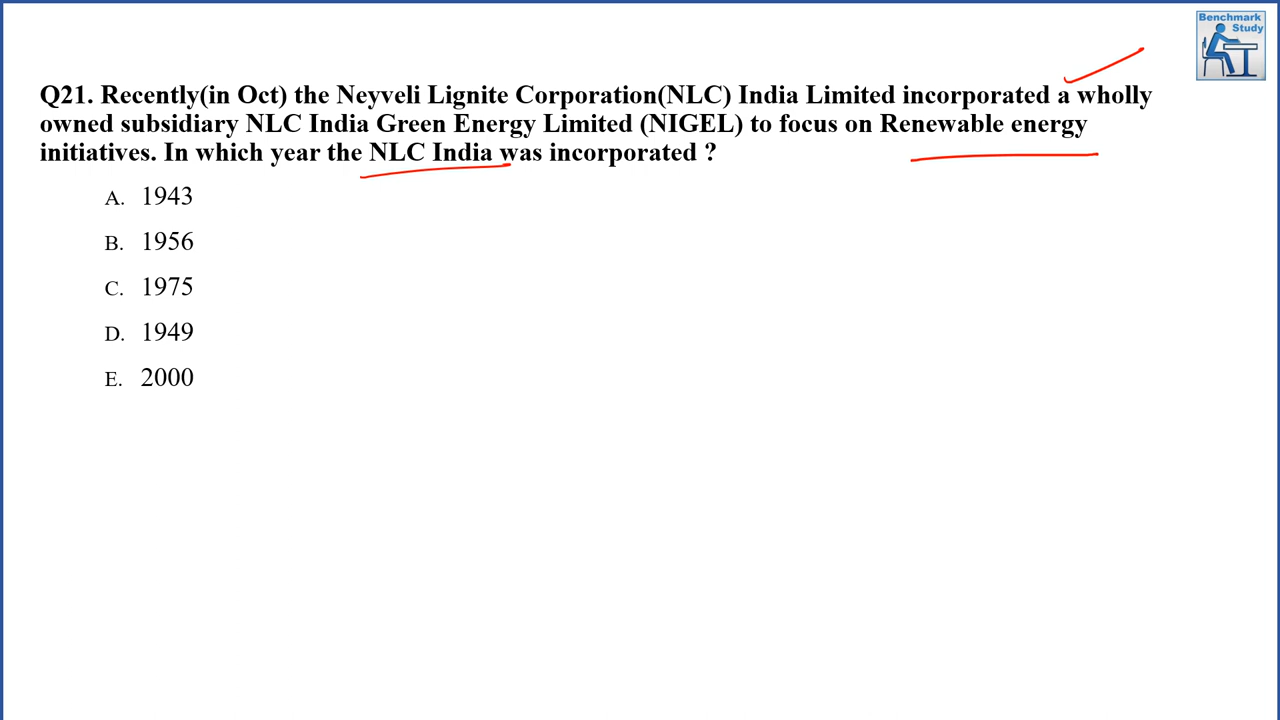 Benchmark
Study
Q21. Recently(in Oct) the Neyveli Lignite Corporation(NLC) India Limited incorporated a wholly
owned subsidiary NLC India Green Energy Limited (NIGEL) to focus on Renewable energy
initiatives. In which year the NLC India was incorporated ?
A. 1943
B. 1956
C. 1975
D. 1949
E. 2000